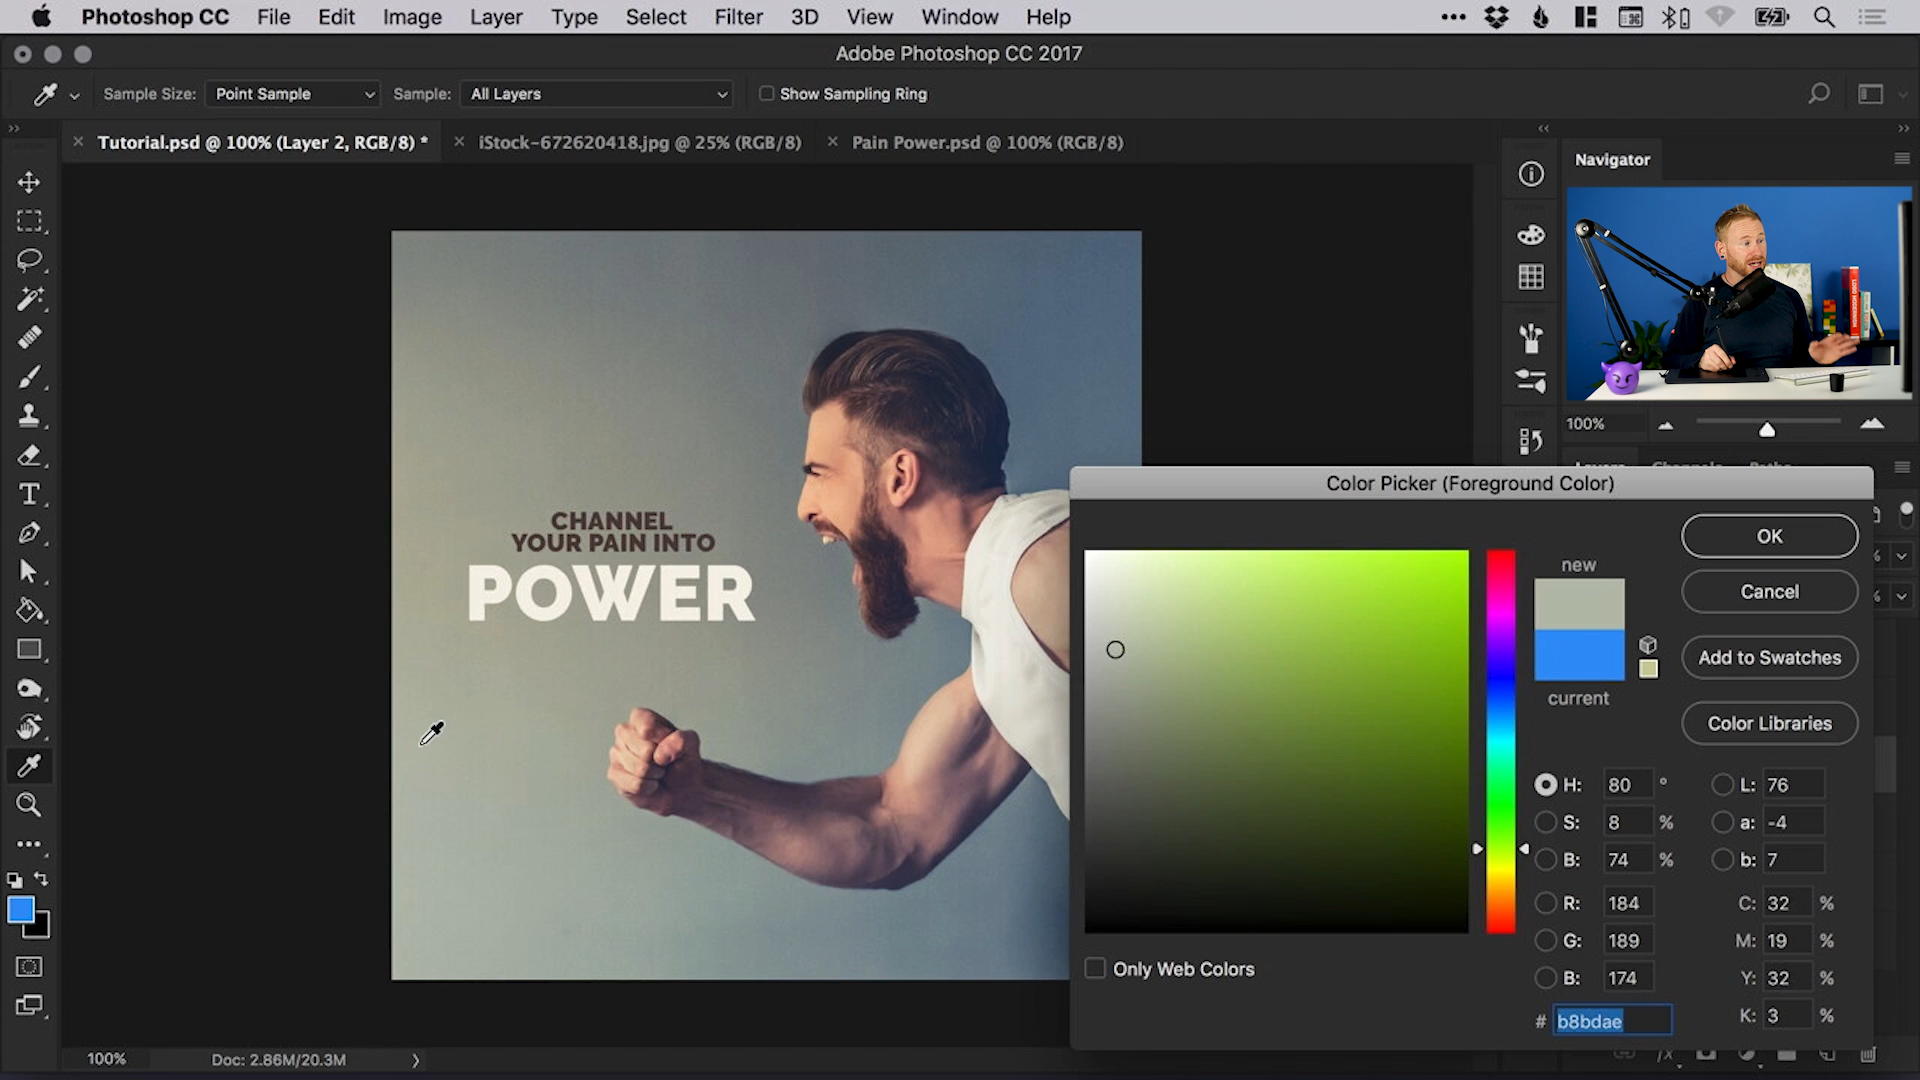 Photoshop CC File Edit Image Layer Type Select Filter 3D View Window Help
Adobe Photoshop CC 2017
Sample Size: Point Sample Sample: All Layers Show Sampling Ring
Tutorial.psd @ 100% (Layer 2, RGB/8) * iStock-672620418.jpg @ 25% (RGB/8) Pain Power.psd @ 100% (RGB/8)
Navigator
100%
Color Picker (Foreground Color)
CHANNEL
YOUR PAIN INTO
POWER
new
current
OK
Cancel
Add to Swatches
Color Libraries
H: 80 ° L: 76
S: 8 % a: -4
B: 74 % b: 7
R: 184 C: 32 %
G: 189 M: 19 %
B: 174 Y: 32 %
# b8bdae K: 3 %
Only Web Colors
100% Doc: 2.86M/20.3M